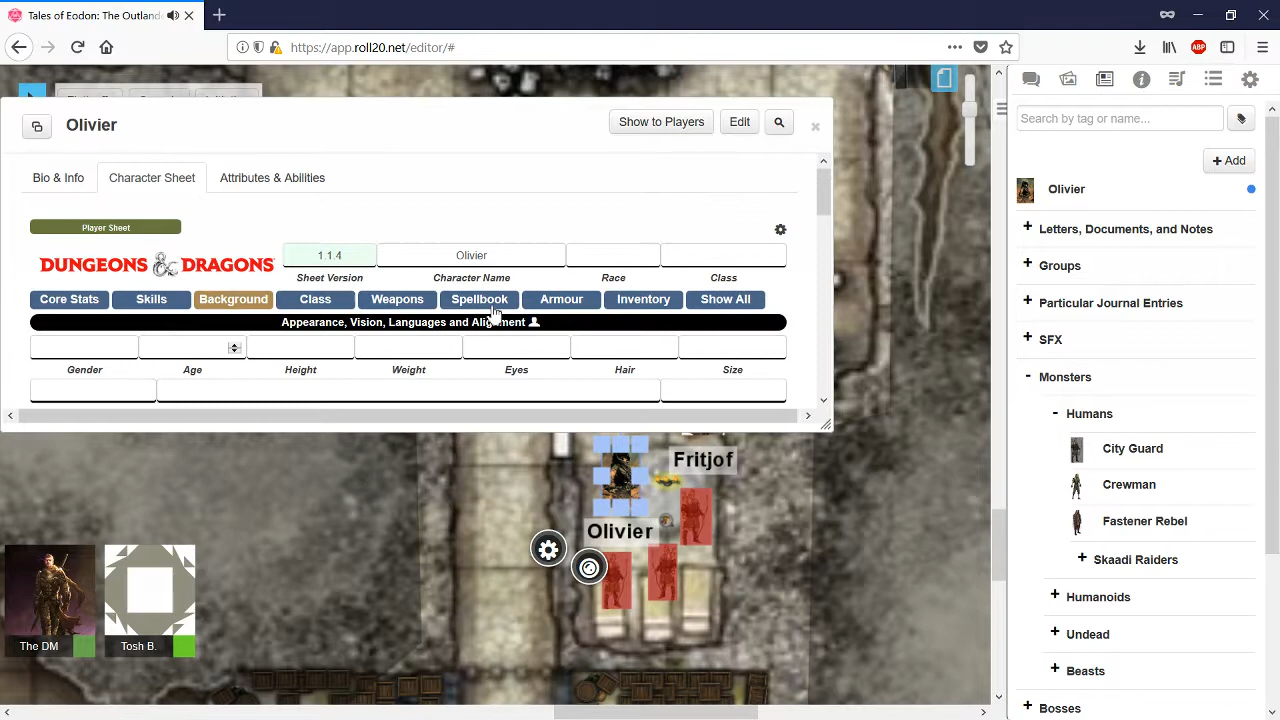 Tales of Eodon: The Outland
https://app.roll20.net/editor/#
ABP
Olivier
Show to Players
Edit
Bio & Info
Character Sheet
Attributes & Abilities
Player Sheet
DUNGEONS & DRAGONS
1.1.4
Olivier
Sheet Version
Character Name
Race
Class
Core Stats
Skills
Background
Class
Weapons
Spellbook
Armour
Inventory
Show All
Appearance, Vision, Languages and Alignment
Gender
Age
Height
Weight
Eyes
Hair
Size
Fritjof
Olivier
The DM
Tosh B.
Search by tag or name...
+ Add
Olivier
+ Letters, Documents, and Notes
+ Groups
+ Particular Journal Entries
+ SFX
- Monsters
- Humans
City Guard
Crewman
Fastener Rebel
+ Skaadi Raiders
+ Humanoids
+ Undead
+ Beasts
+ Bosses